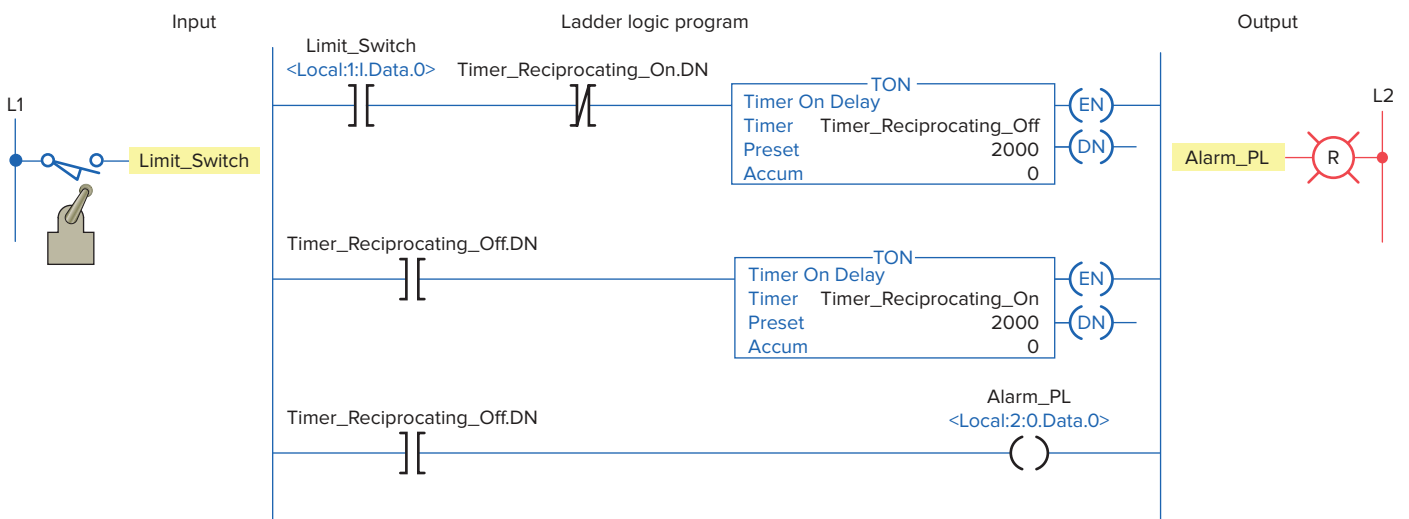 Input
Ladder logic program
Output
Limit_Switch
<Local:1:I.Data.0>
Timer_Reciprocating_On.DN
TON
Timer On Delay
Timer Timer_Reciprocating_Off
Preset 2000
Accum 0
EN
DN
L1
Limit_Switch
L2
Alarm_PL
R
Timer_Reciprocating_Off.DN
TON
Timer On Delay
Timer Timer_Reciprocating_On
Preset 2000
Accum 0
EN
DN
Timer_Reciprocating_Off.DN
Alarm_PL
<Local:2:0.Data.0>